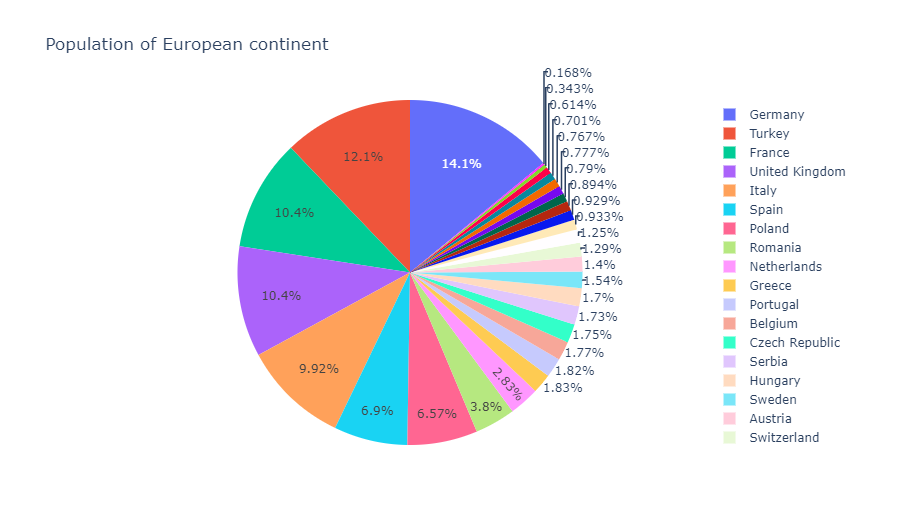 Population of European continent
0.168%
0.343%
0.614%
0.701%
0.767%
0.777%
0.79%
0.894%
0.929%
0.933%
1.25%
1.29%
1.4%
1.54%
1.7%
1.73%
1.75%
1.77%
1.82%
1.83%
2.83%
3.8%
6.57%
6.9%
9.92%
10.4%
10.4%
12.1%
14.1%
Germany
Turkey
France
United Kingdom
Italy
Spain
Poland
Romania
Netherlands
Greece
Portugal
Belgium
Czech Republic
Serbia
Hungary
Sweden
Austria
Switzerland